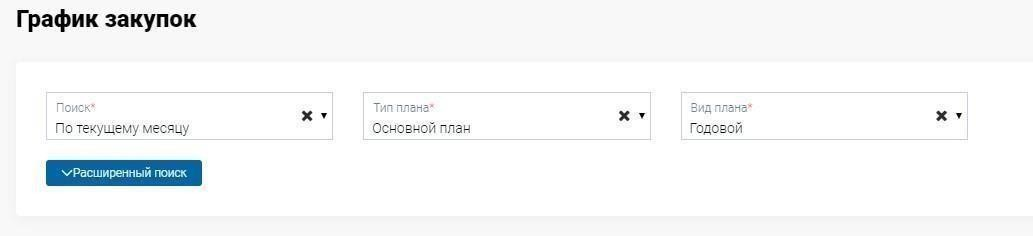 График закупок
Поиск*
По текущему месяцу
Тип плана*
Основной план
Вид плана*
Годовой
Расширенный поиск